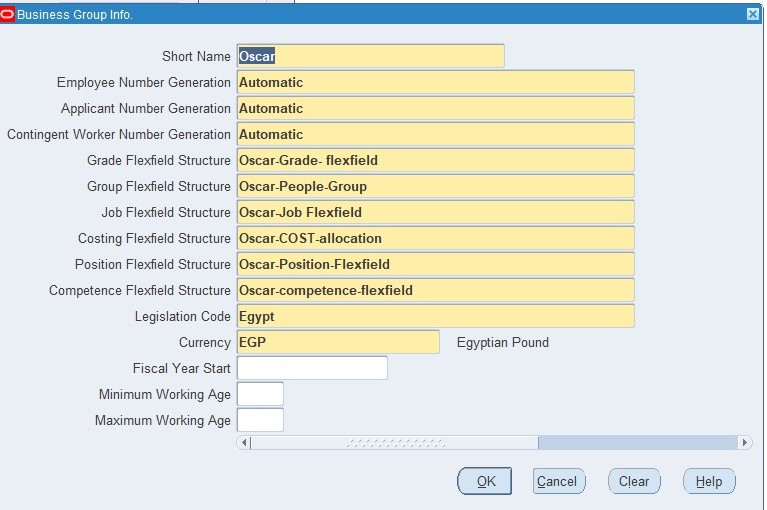 Business Group Info.
Short Name Oscar
Employee Number Generation Automatic
Applicant Number Generation Automatic
Contingent Worker Number Generation Automatic
Grade Flexfield Structure Oscar-Grade- flexfield
Group Flexfield Structure Oscar-People-Group
Job Flexfield Structure Oscar-Job Flexfield
Costing Flexfield Structure Oscar-COST-allocation
Position Flexfield Structure Oscar-Position-Flexfield
Competence Flexfield Structure Oscar-competence-flexfield
Legislation Code Egypt
Currency EGP Egyptian Pound
Fiscal Year Start
Minimum Working Age
Maximum Working Age
OK Cancel Clear Help